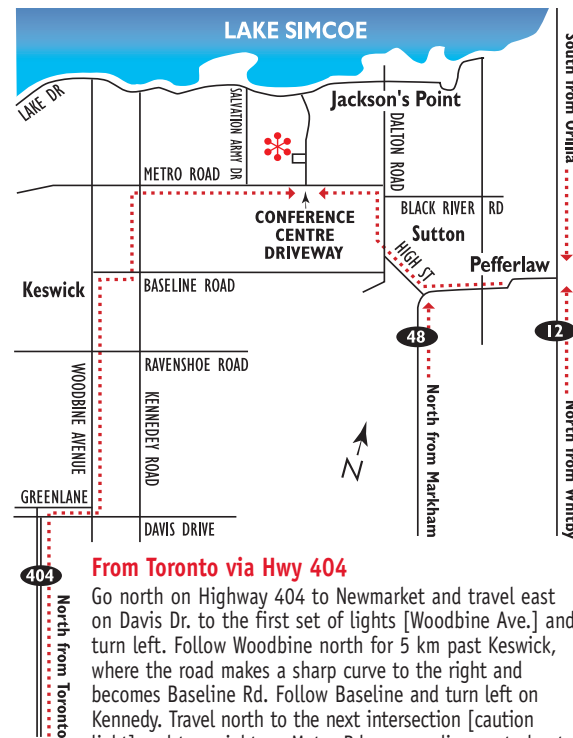 LAKE SIMCOE
South from Orillia
LAKE DR
SALVATION ARMY DR
Jackson's Point
DALTON ROAD
METRO ROAD
CONFERENCE
CENTRE
DRIVEWAY
BLACK RIVER RD
Sutton
HIGH ST
Pefferlaw
Keswick
BASELINE ROAD
48
12
RAVENSHOE ROAD
WOODBINE AVENUE
KENNEDEY ROAD
N
North from Markham
North from Whitby
GREENLANE
DAVIS DRIVE
404
North from Toronto
From Toronto via Hwy 404
Go north on Highway 404 to Newmarket and travel east
on Davis Dr. to the first set of lights [Woodbine Ave.] and
turn left. Follow Woodbine north for 5 km past Keswick,
where the road makes a sharp curve to the right and
becomes Baseline Rd. Follow Baseline and turn left on
Kennedy. Travel north to the next intersection [caution